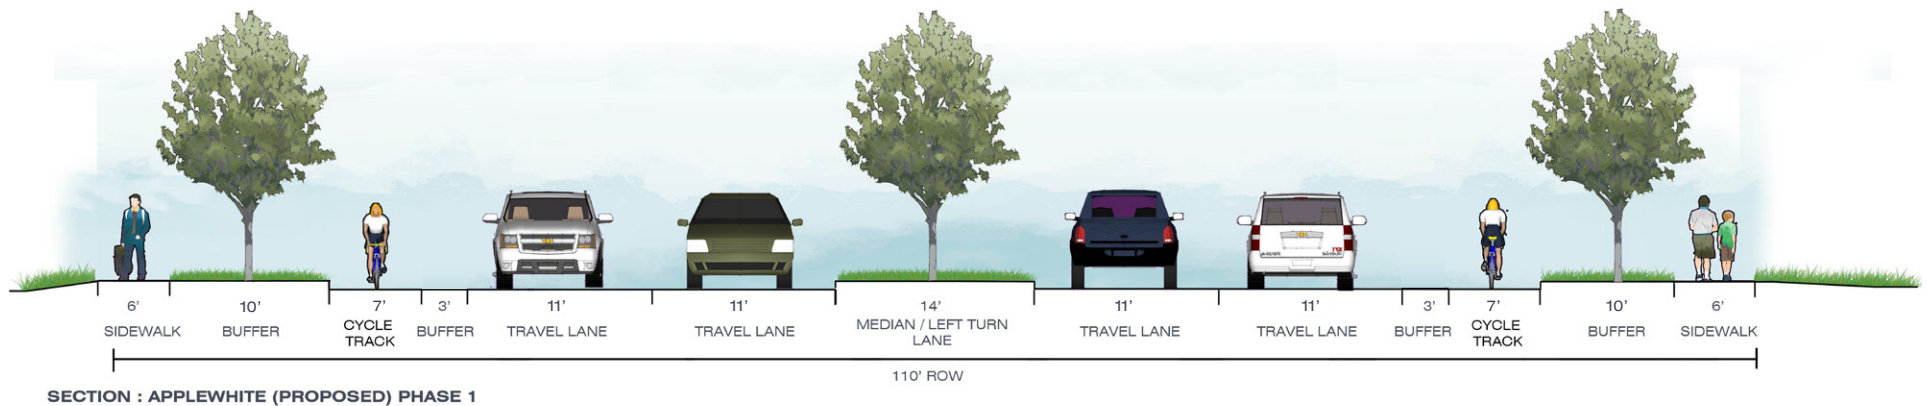 6' 10' 7' 3' 11' 11' 14' 11' 11' 3' 7' 10' 6'
SIDEWALK BUFFER CYCLE TRACK BUFFER TRAVEL LANE TRAVEL LANE MEDIAN / LEFT TURN LANE TRAVEL LANE TRAVEL LANE BUFFER CYCLE TRACK BUFFER SIDEWALK
110' ROW
SECTION : APPLEWHITE (PROPOSED) PHASE 1